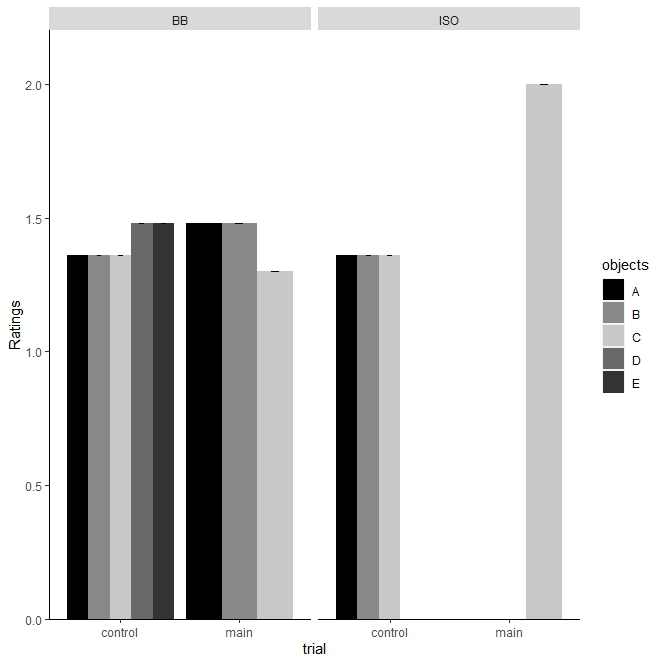 BB
ISO
2.0
1.5
1.0
0.5
0.0
Ratings
control
main
control
main
trial
objects
A
B
C
D
E